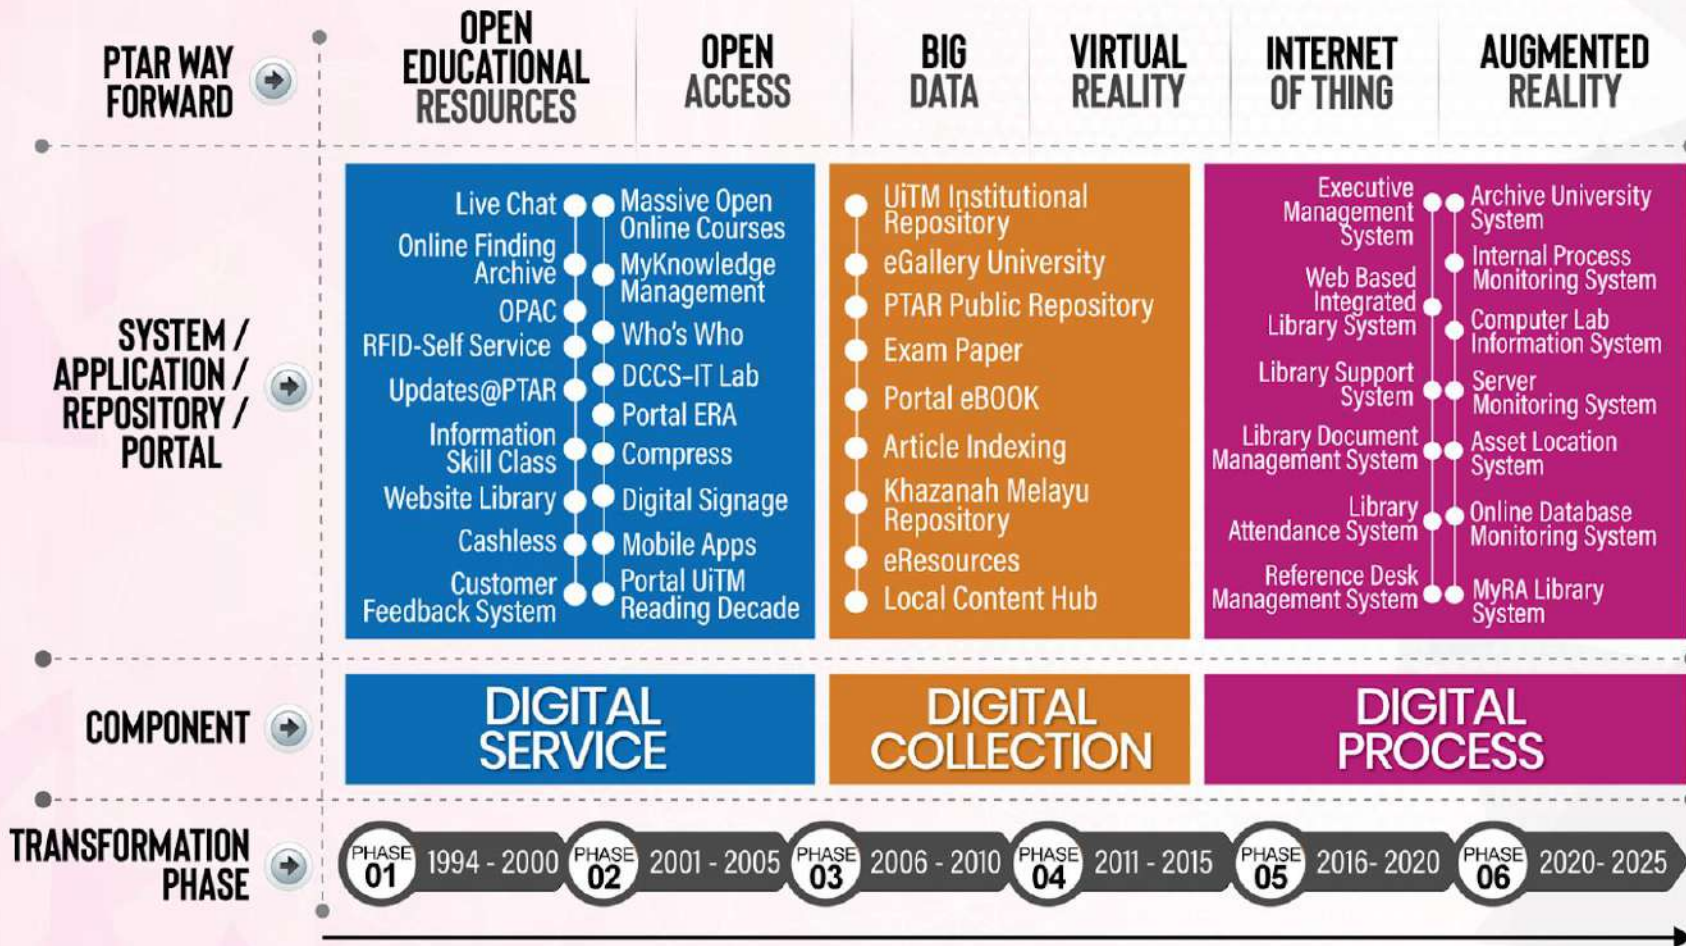 PTAR WAY
FORWARD
OPEN
EDUCATIONAL
RESOURCES
OPEN
ACCESS
BIG
DATA
VIRTUAL
REALITY
INTERNET
OF THING
AUGMENTED
REALITY
SYSTEM /
APPLICATION /
REPOSITORY /
PORTAL
Live Chat
Online Finding
Archive
OPAC
RFID-Self Service
Updates@PTAR
Information
Skill Class
Website Library
Cashless
Customer
Feedback System
Massive Open
Online Courses
MyKnowledge
Management
Who's Who
DCCS-IT Lab
Portal ERA
Compress
Digital Signage
Mobile Apps
Portal UiTM
Reading Decade
UiTM Institutional
Repository
eGallery University
PTAR Public Repository
Exam Paper
Portal eBOOK
Article Indexing
Khazanah Melayu
Repository
eResources
Local Content Hub
Executive
Management
System
Web Based
Integrated
Library System
Library Support
System
Library Document
Management System
Library
Attendance System
Reference Desk
Management System
Archive University
System
Internal Process
Monitoring System
Computer Lab
Information System
Server
Monitoring System
Asset Location
System
Online Database
Monitoring System
MyRA Library
System
COMPONENT
DIGITAL
SERVICE
DIGITAL
COLLECTION
DIGITAL
PROCESS
TRANSFORMATION
PHASE
PHASE
01
1994 - 2000
PHASE
02
2001 - 2005
PHASE
03
2006 - 2010
PHASE
04
2011 - 2015
PHASE
05
2016- 2020
PHASE
06
2020- 2025